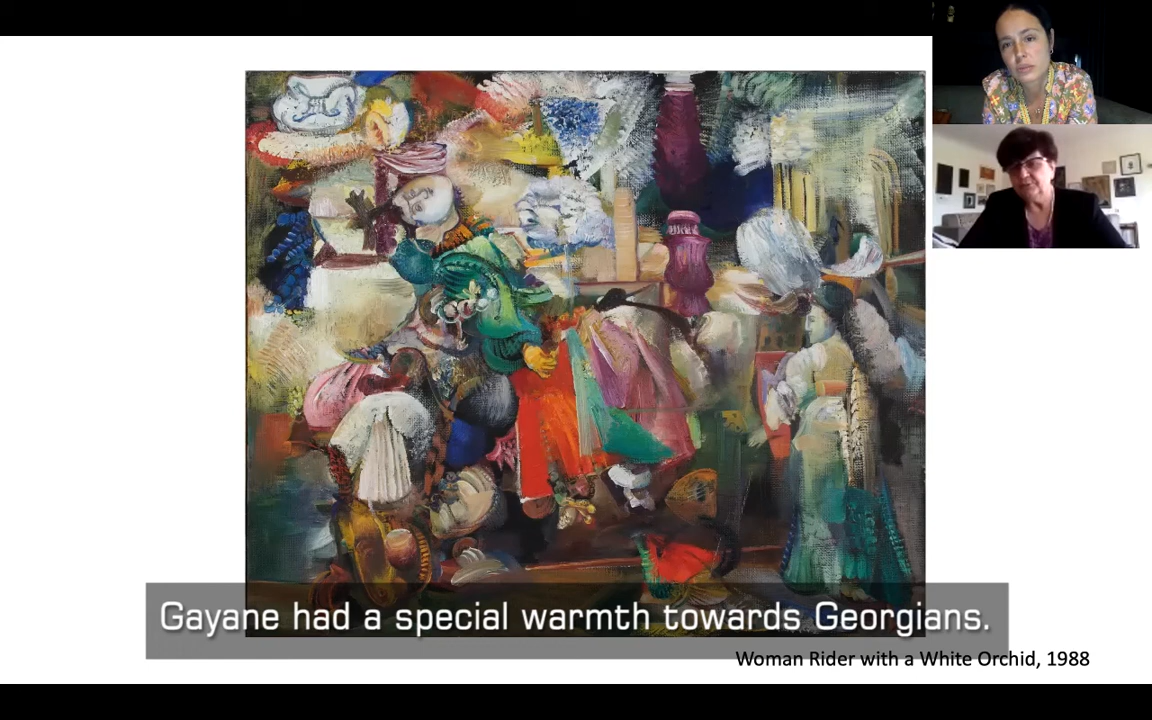 Gayane had a special warmth towards Georgians.
Woman Rider with a White Orchid, 1988